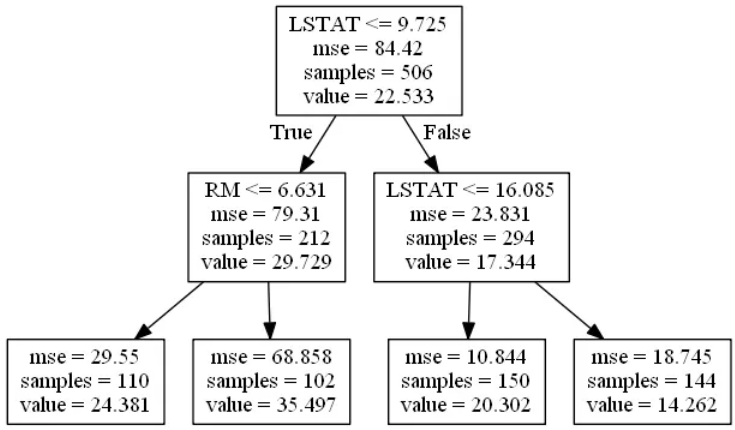 LSTAT <= 9.725
mse = 84.42
samples = 506
value = 22.533
True
False
RM <= 6.631
mse = 79.31
samples = 212
value = 29.729
LSTAT <= 16.085
mse = 23.831
samples = 294
value = 17.344
mse = 29.55
samples = 110
value = 24.381
mse = 68.858
samples = 102
value = 35.497
mse = 10.844
samples = 150
value = 20.302
mse = 18.745
samples = 144
value = 14.262